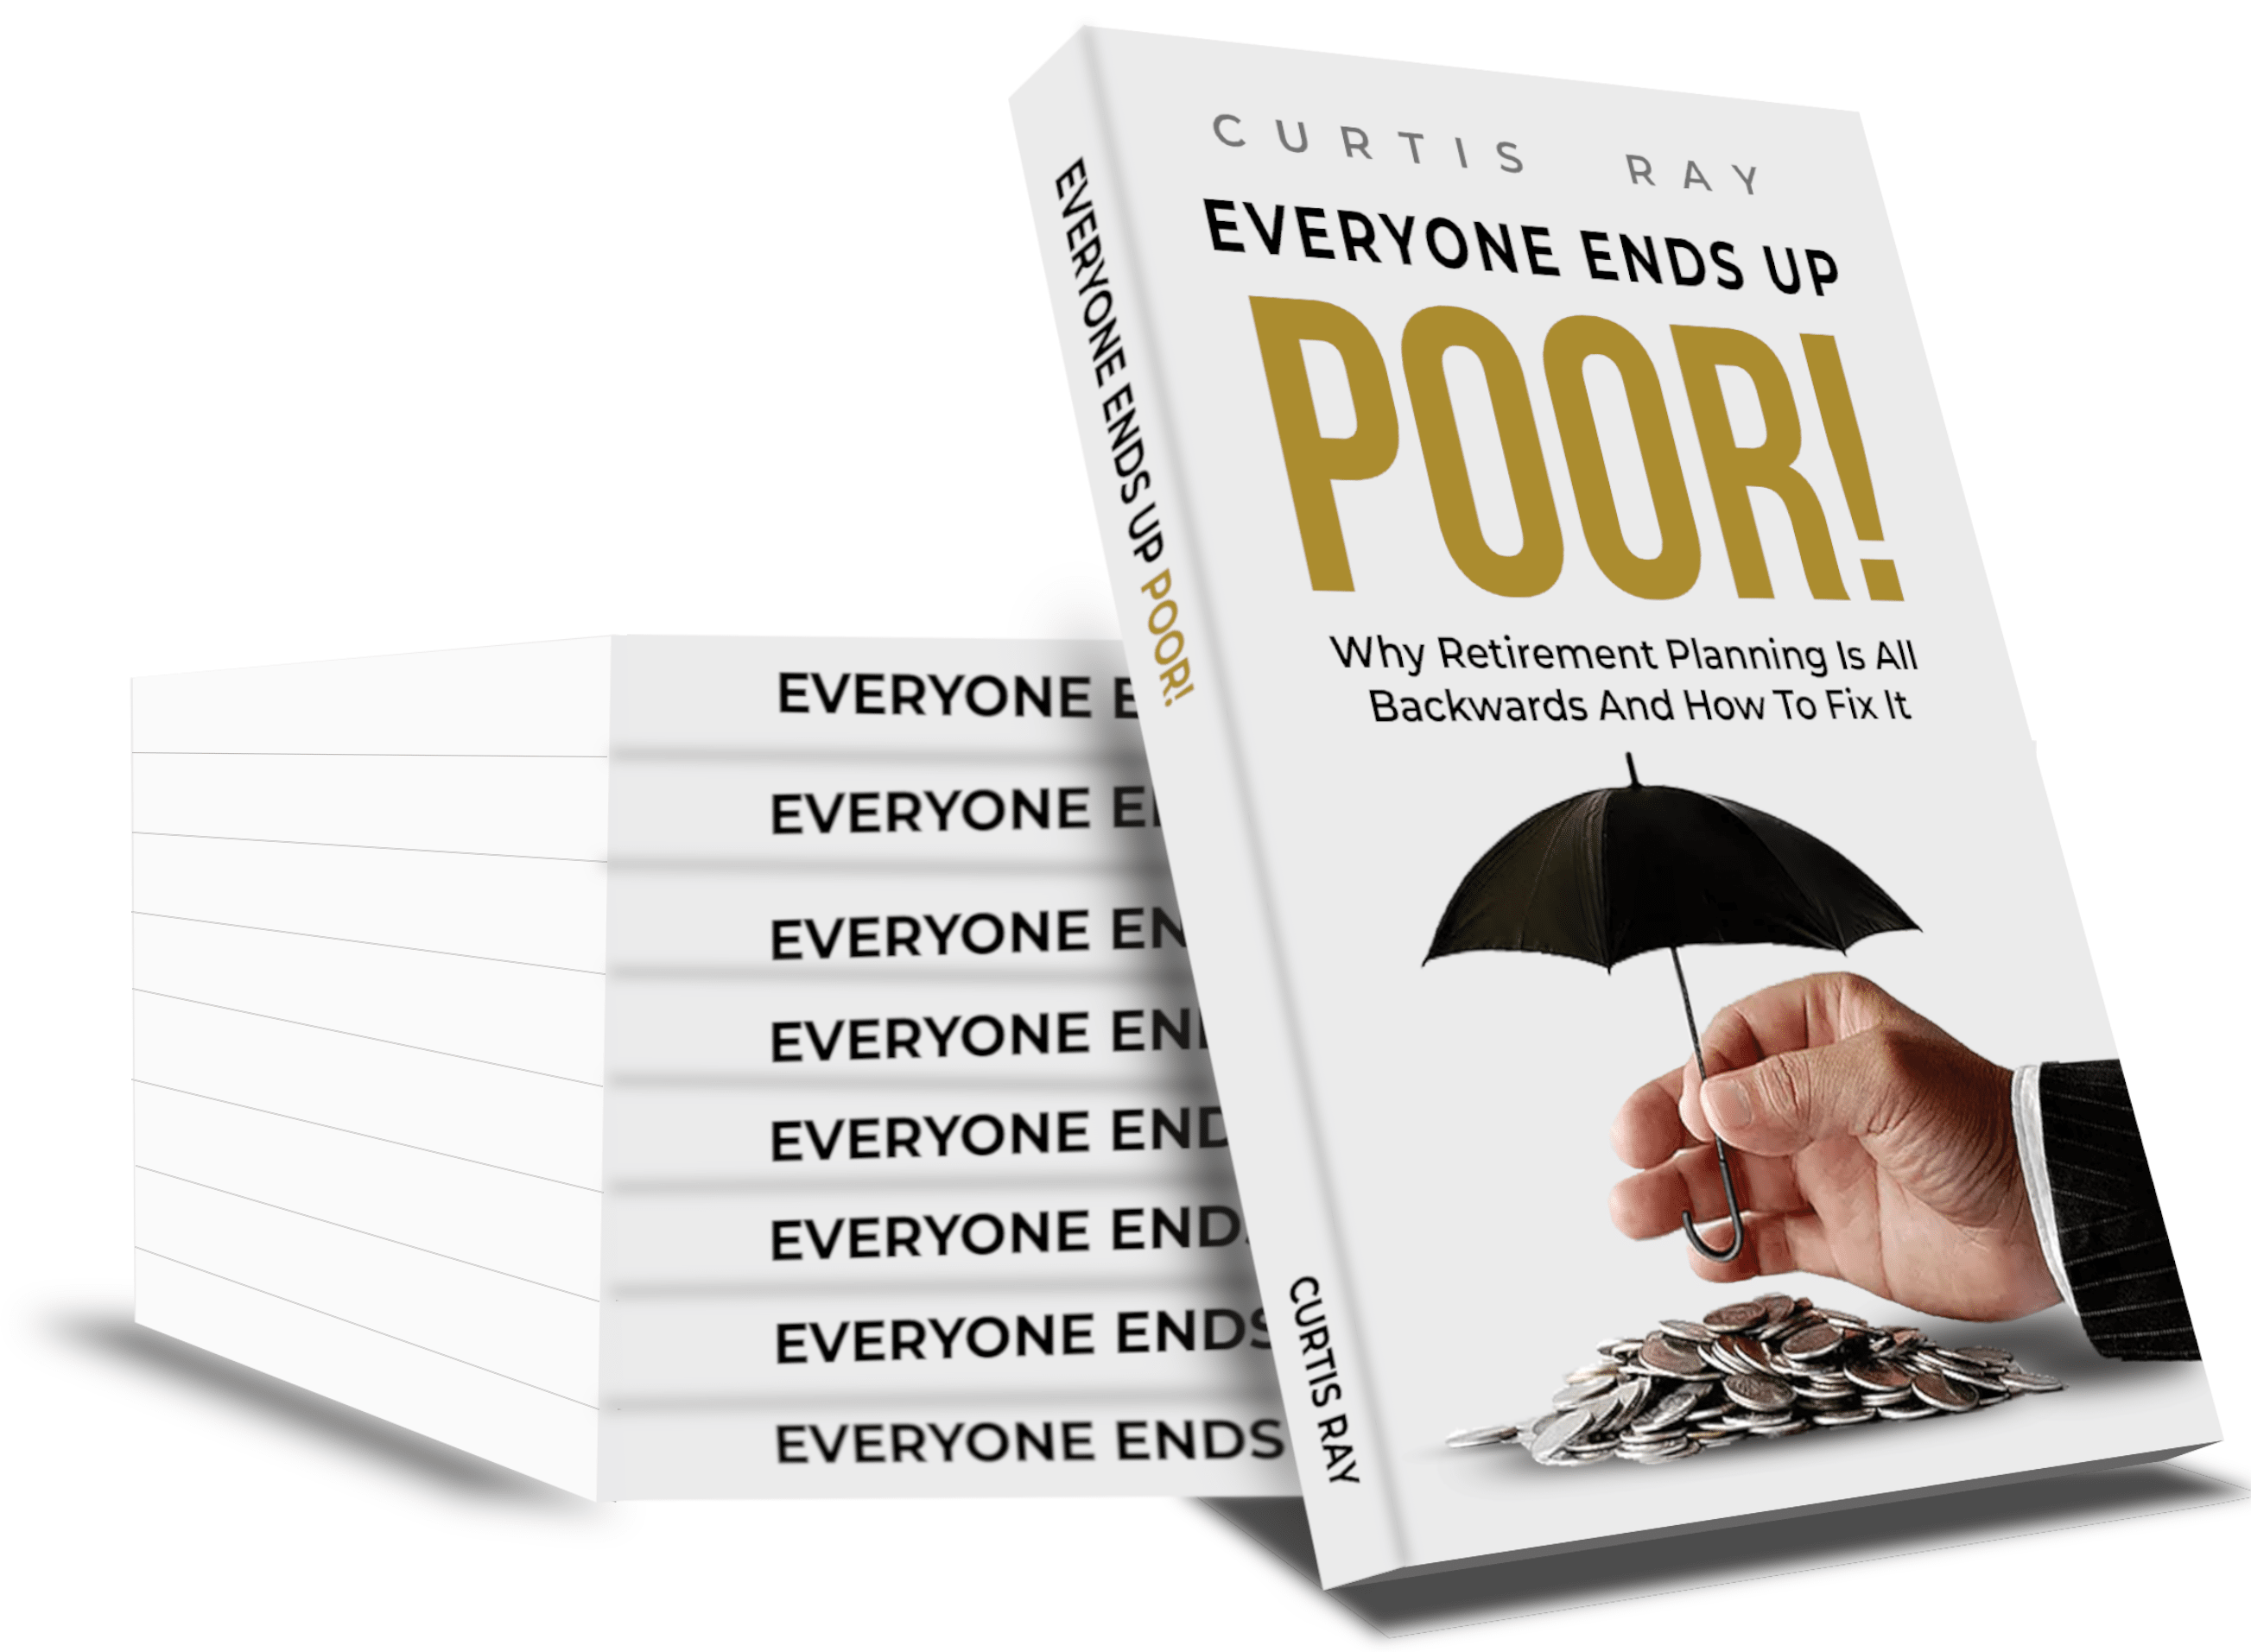 CURTIS RAY
EVERYONE ENDS UP
POOR!
Why Retirement Planning Is All
Backwards And How To Fix It
EVERYONE ENDS UP POOR!
CURTIS RAY
EVERYONE
EVERYONE
EVERYONE
EVERYONE
EVERYONE
EVERYONE
EVERYONE ENDS
EVERYONE ENDS